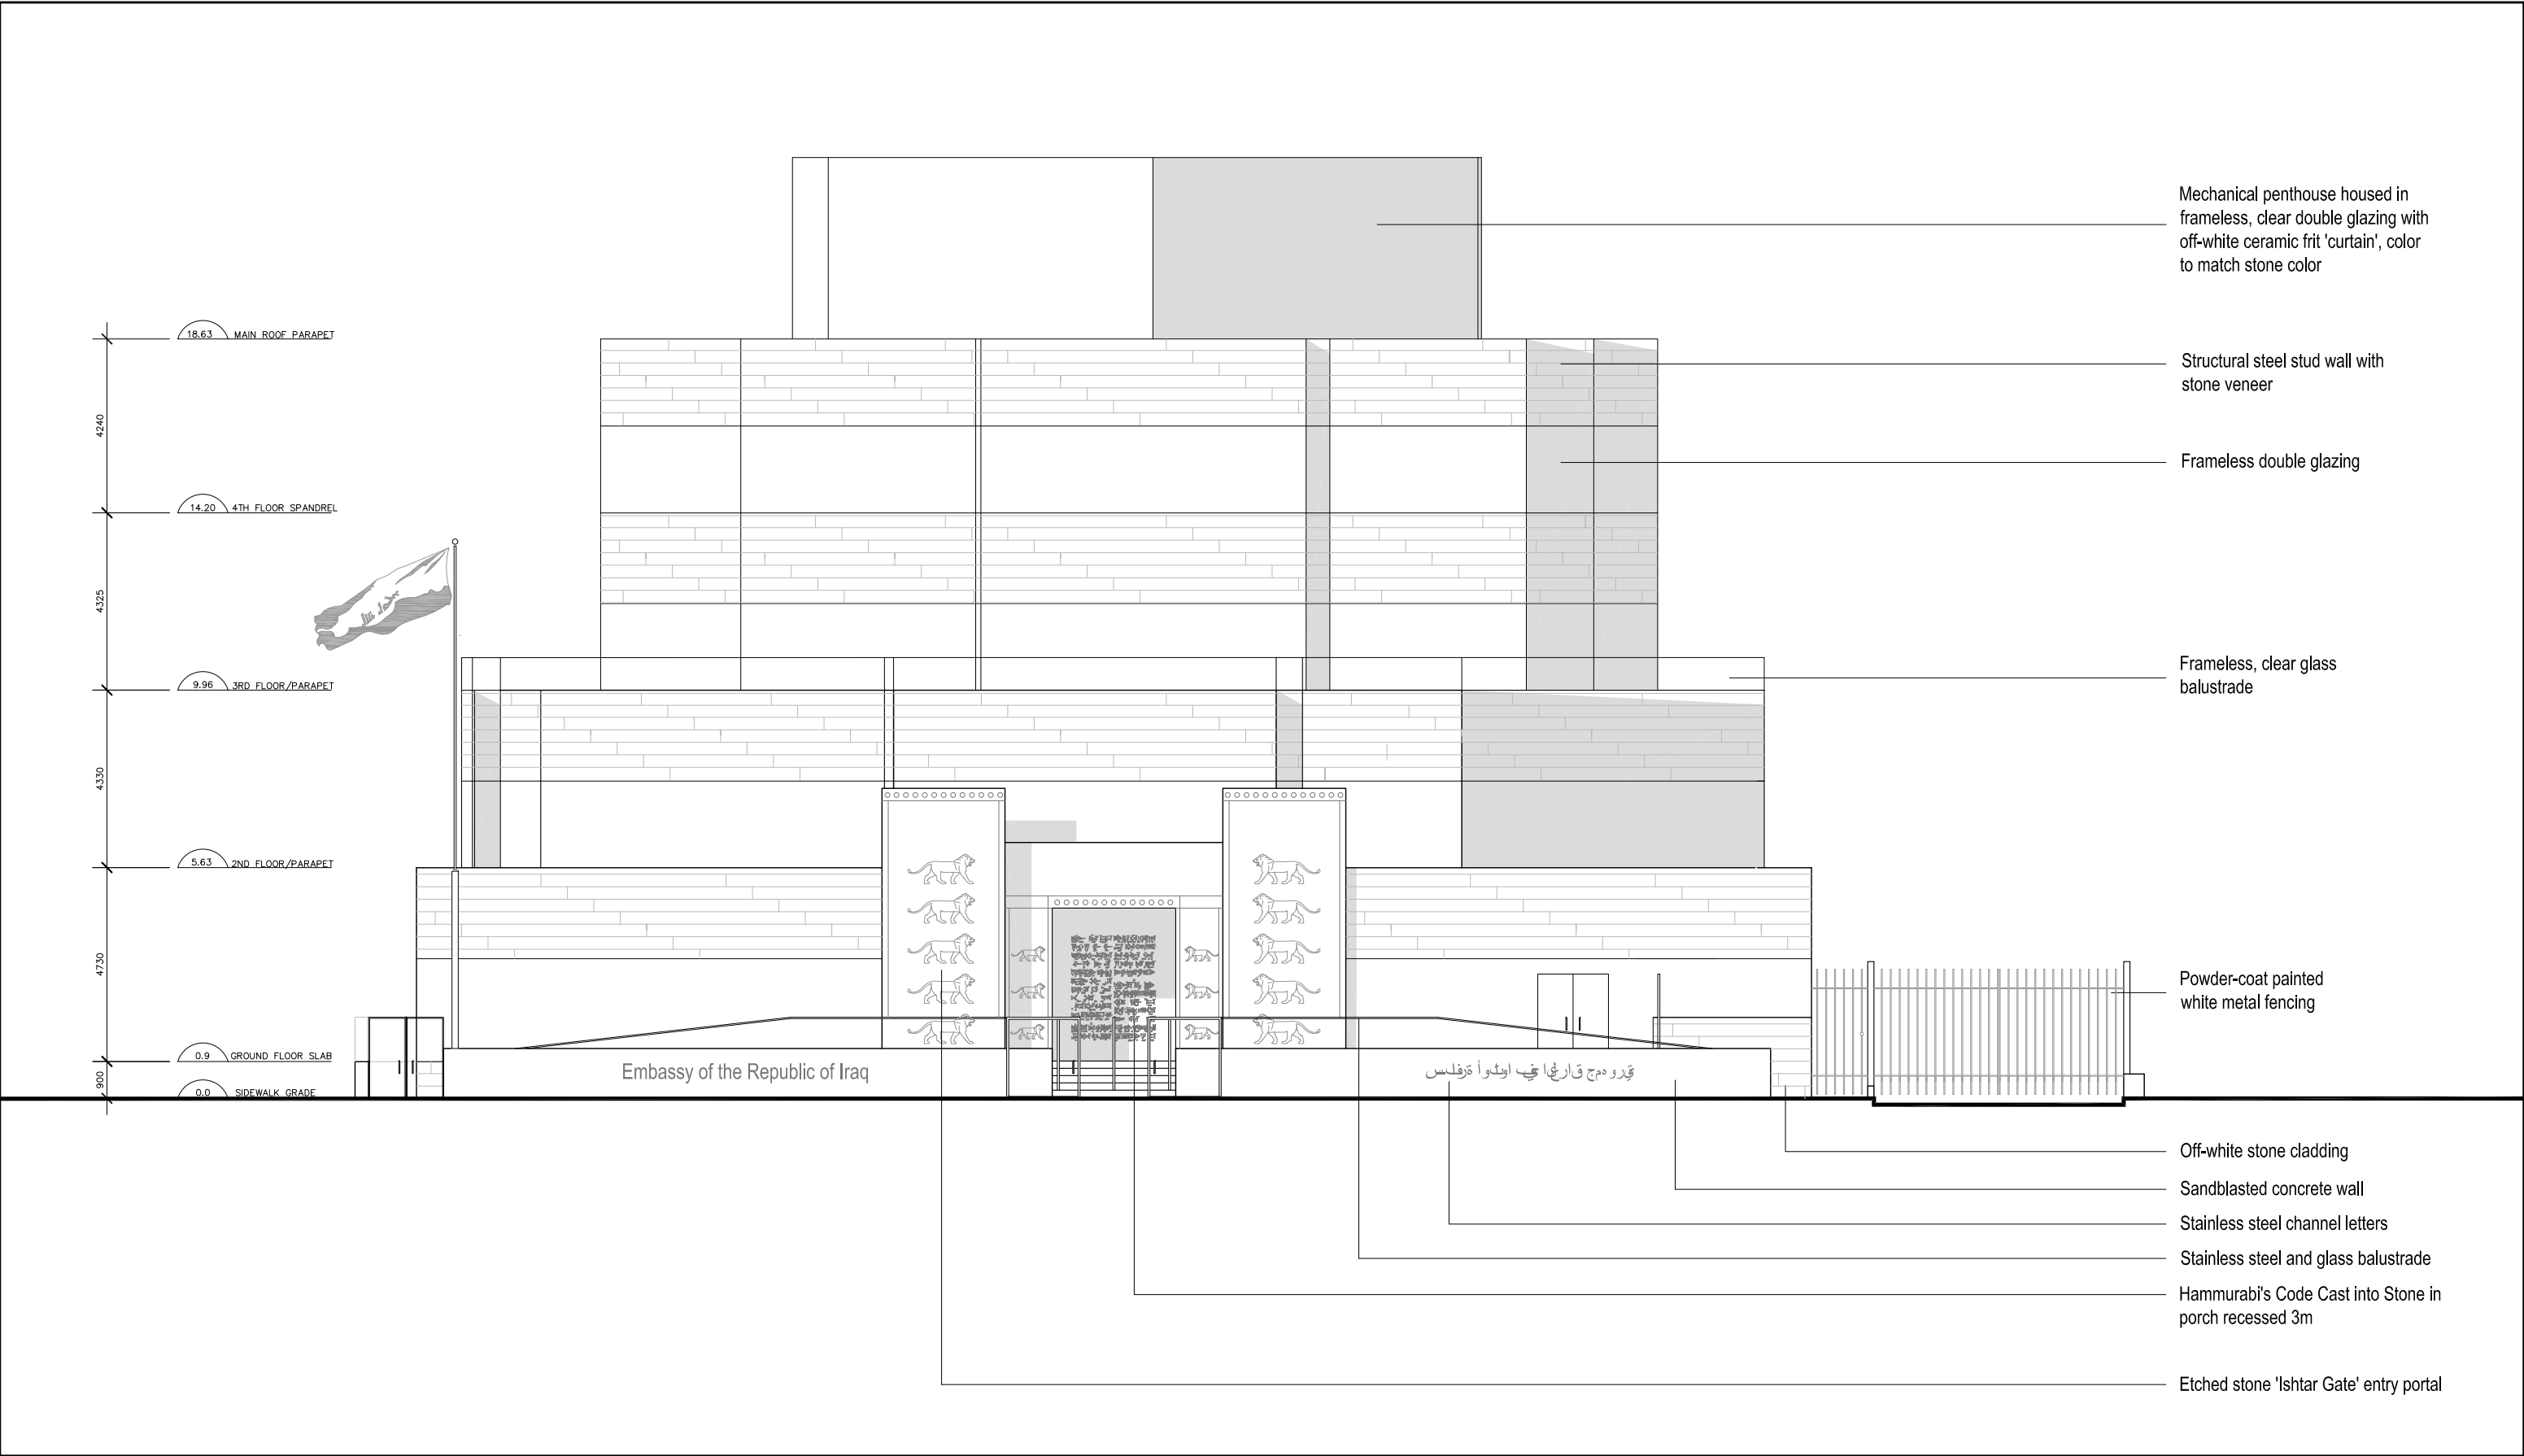 Mechanical penthouse housed in
frameless, clear double glazing with
off-white ceramic frit 'curtain', color
to match stone color
18.63 MAIN ROOF PARAPET
Structural steel stud wall with
stone veneer
4240
Frameless double glazing
14.20 4TH FLOOR SPANDREL
4325
Frameless, clear glass
balustrade
9.96 3RD FLOOR/PARAPET
4330
5.63 2ND FLOOR/PARAPET
4730
Powder-coat painted
white metal fencing
0.9 GROUND FLOOR SLAB
Embassy of the Republic of Iraq
900
0.0 SIDEWALK GRADE
Off-white stone cladding
Sandblasted concrete wall
Stainless steel channel letters
Stainless steel and glass balustrade
Hammurabi's Code Cast into Stone in
porch recessed 3m
Etched stone 'Ishtar Gate' entry portal